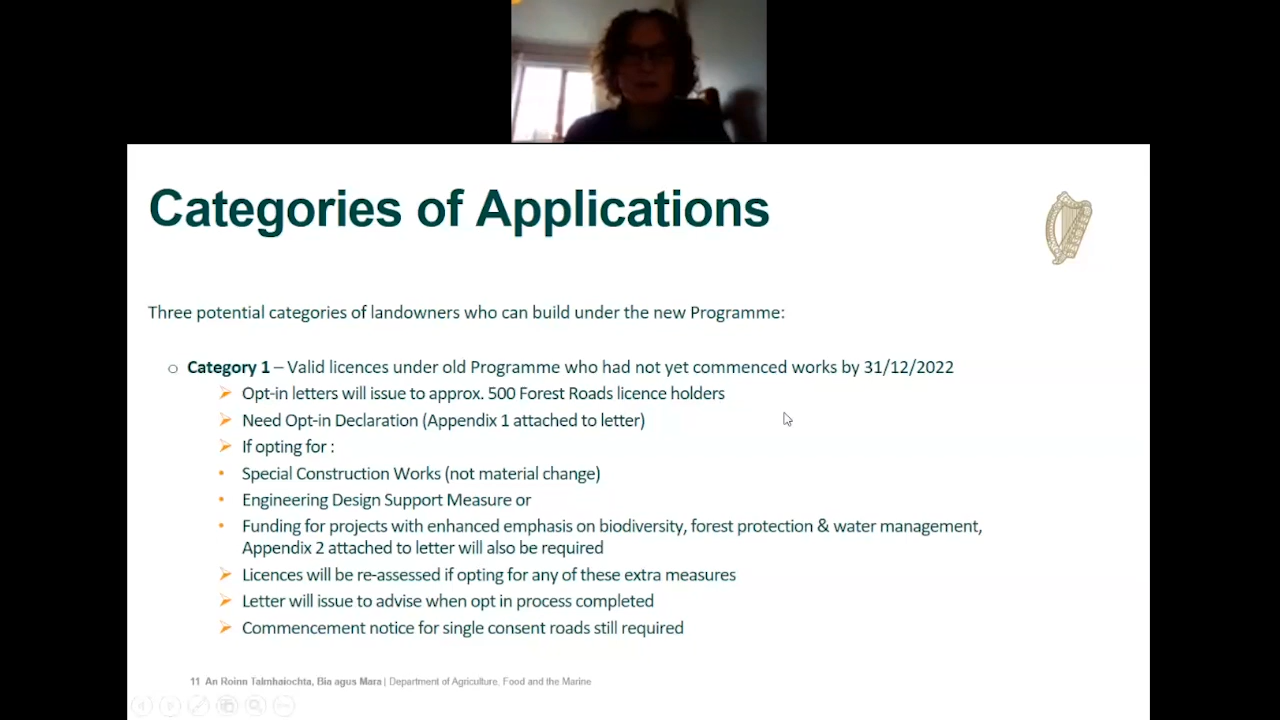 Categories of Applications
Three potential categories of landowners who can build under the new Programme:
o Category 1 – Valid licences under old Programme who had not yet commenced works by 31/12/2022
➢ Opt-in letters will issue to approx. 500 Forest Roads licence holders
➢ Need Opt-in Declaration (Appendix 1 attached to letter)
➢ If opting for :
• Special Construction Works (not material change)
• Engineering Design Support Measure or
• Funding for projects with enhanced emphasis on biodiversity, forest protection & water management,
Appendix 2 attached to letter will also be required
➢ Licences will be re-assessed if opting for any of these extra measures
➢ Letter will issue to advise when opt in process completed
➢ Commencement notice for single consent roads still required
11 An Roinn Talmhaíochta, Bia agus Mara | Department of Agriculture, Food and the Marine